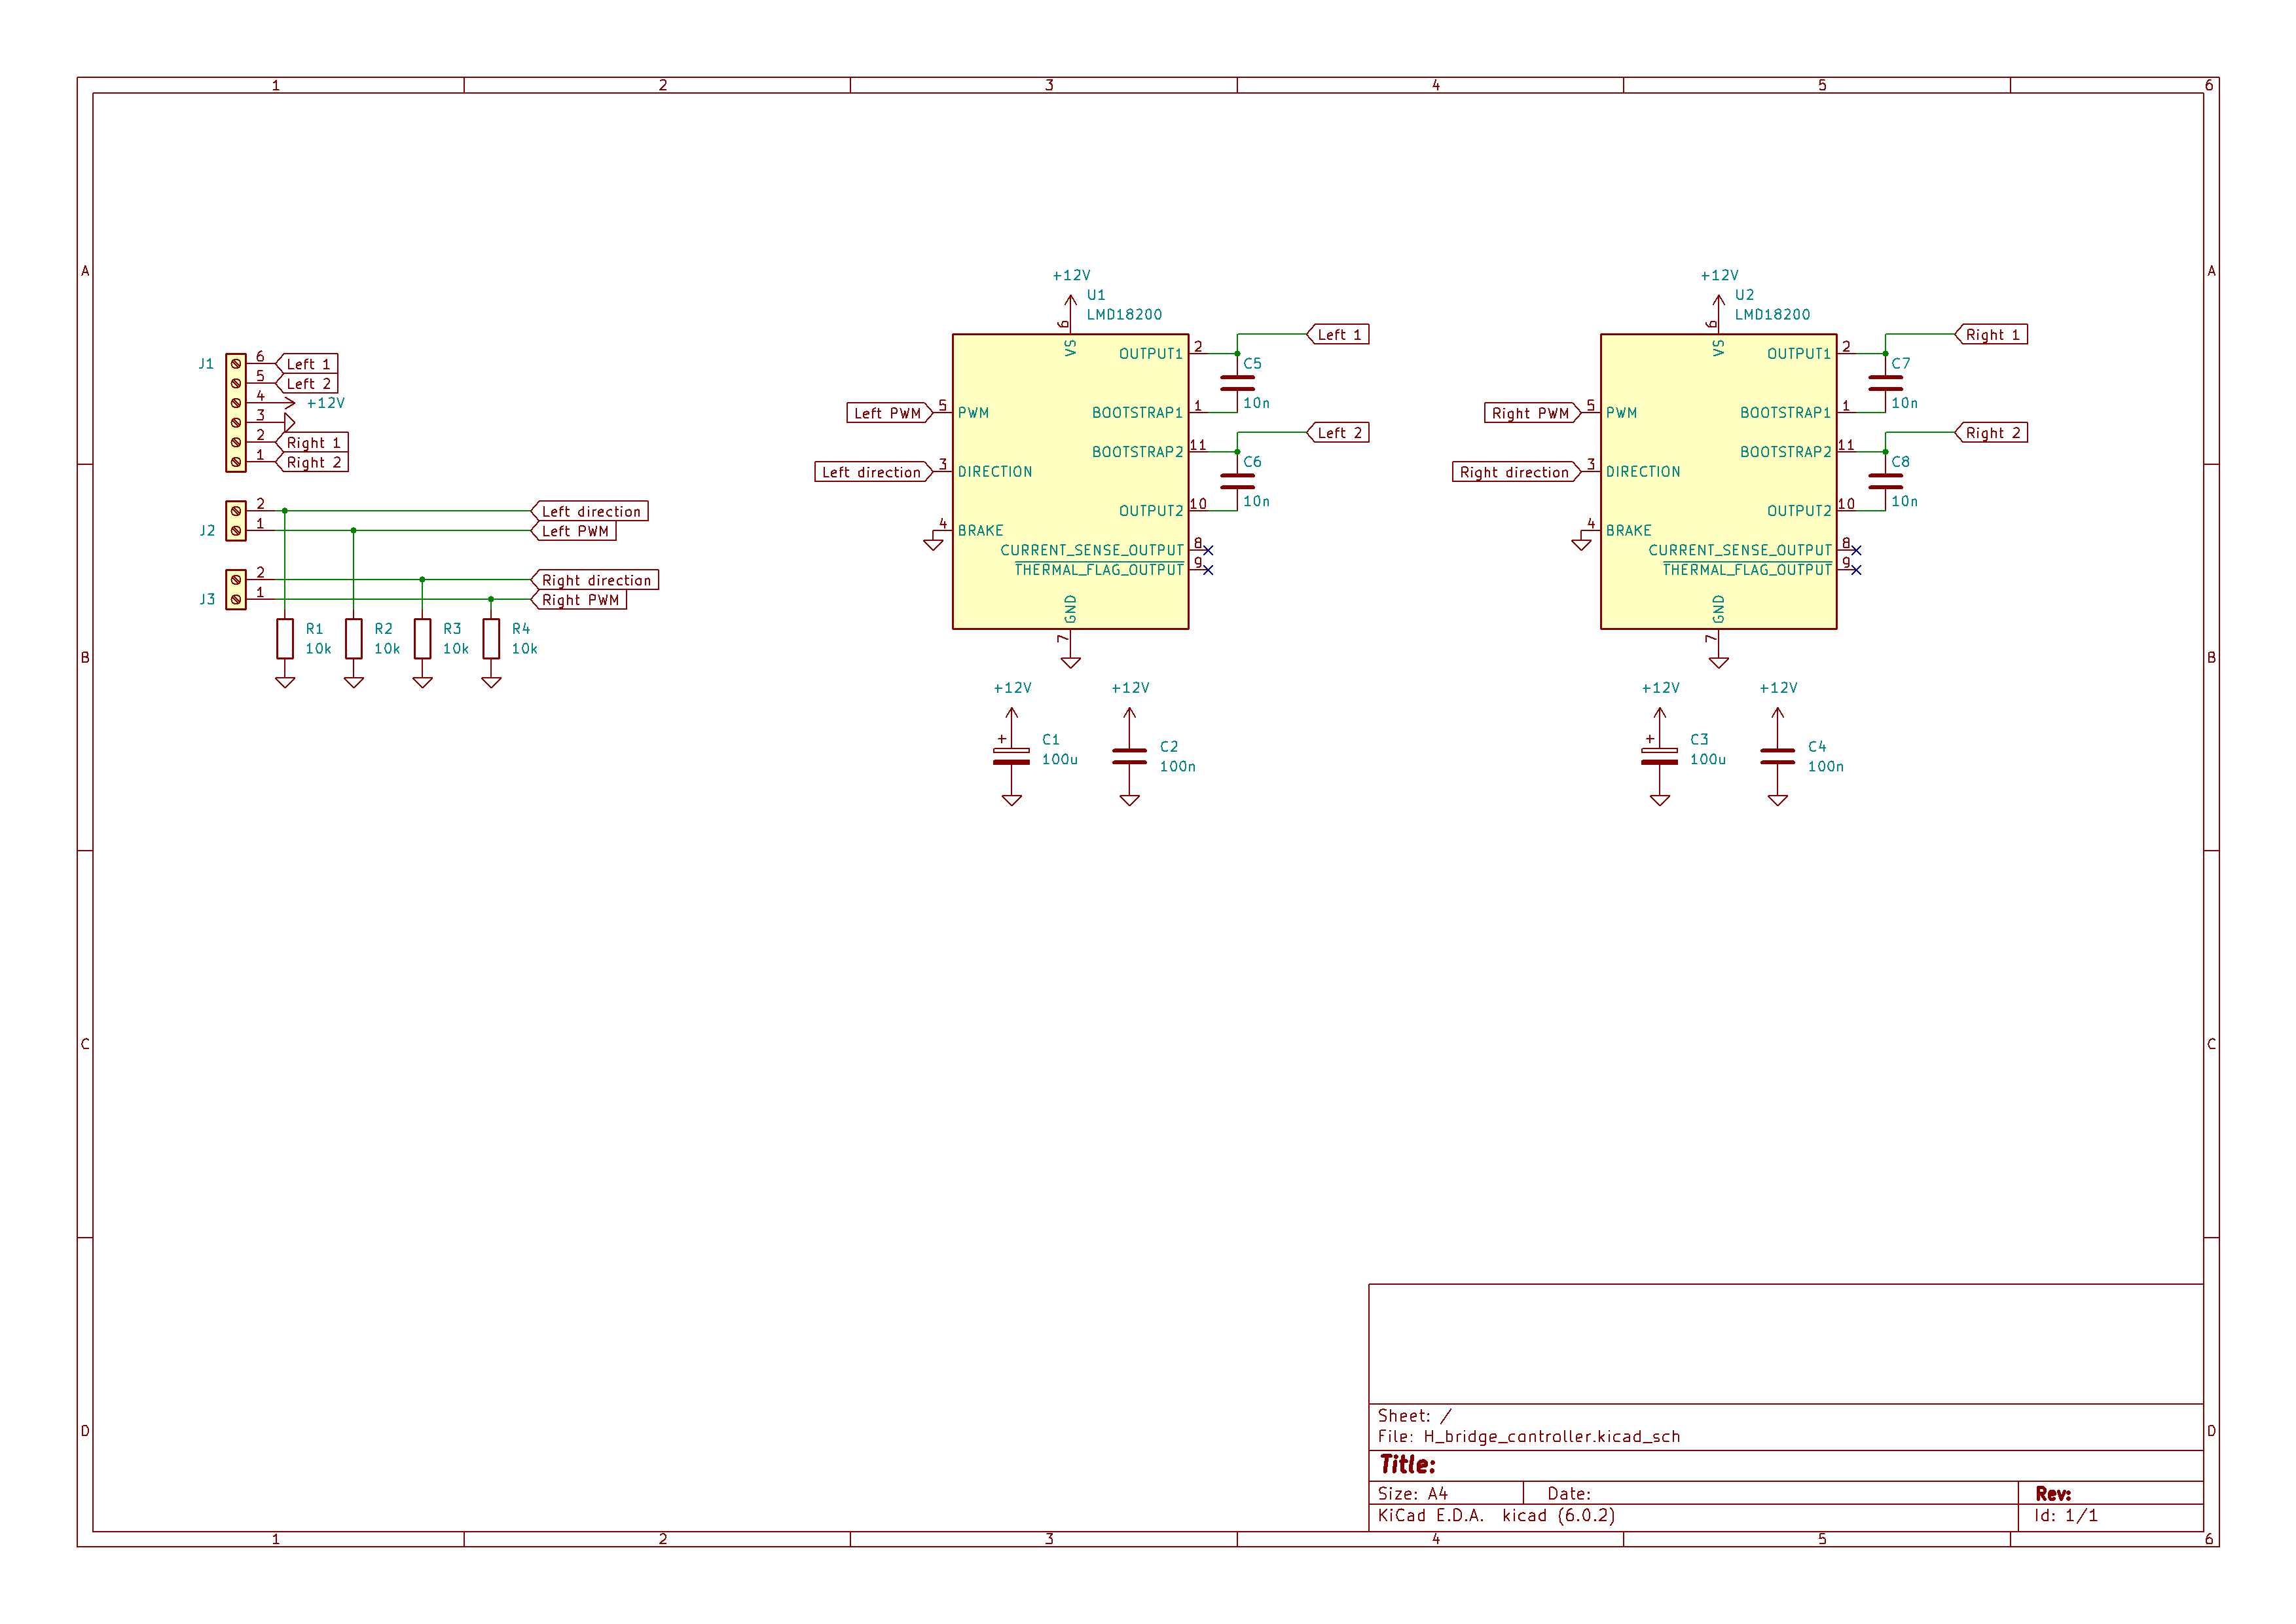 1 2 3 4 5 6
A A
+12V
U1
LMD18200
6
VS
2
OUTPUT1
Left 1
C5
10n
1
BOOTSTRAP1
5
PWM
Left PWM
11
BOOTSTRAP2
Left 2
C6
10n
3
DIRECTION
Left direction
10
OUTPUT2
4
BRAKE
8
CURRENT_SENSE_OUTPUT
9
THERMAL_FLAG_OUTPUT
GND
7
+12V
U2
LMD18200
6
VS
2
OUTPUT1
Right 1
C7
10n
1
BOOTSTRAP1
5
PWM
Right PWM
11
BOOTSTRAP2
Right 2
C8
10n
3
DIRECTION
Right direction
10
OUTPUT2
4
BRAKE
8
CURRENT_SENSE_OUTPUT
9
THERMAL_FLAG_OUTPUT
GND
7
J1
6 Left 1
5 Left 2
4 +12V
3
2 Right 1
1 Right 2
J2
2 Left direction
1 Left PWM
J3
2 Right direction
1 Right PWM
R1
10k
R2
10k
R3
10k
R4
10k
B B
+12V
+
C1
100u
+12V
C2
100n
+12V
+
C3
100u
+12V
C4
100n
C C
D D
Sheet: /
File: H_bridge_controller.kicad_sch
Title:
Size: A4 Date: Rev:
KiCad E.D.A. kicad (6.0.2) Id: 1/1
1 2 3 4 5 6